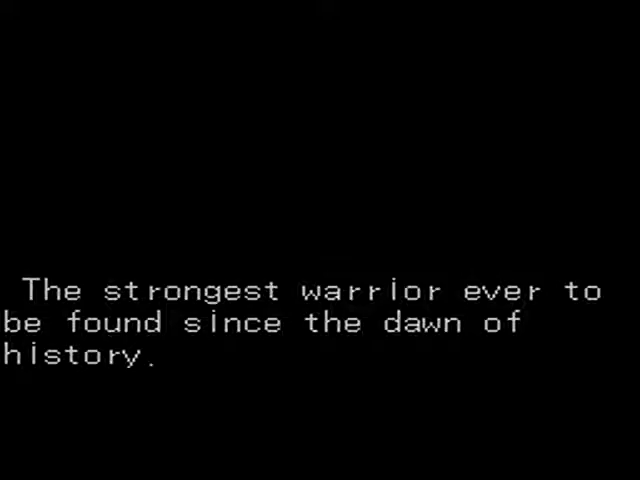 The strongest warrior ever to
be found since the dawn of
history.